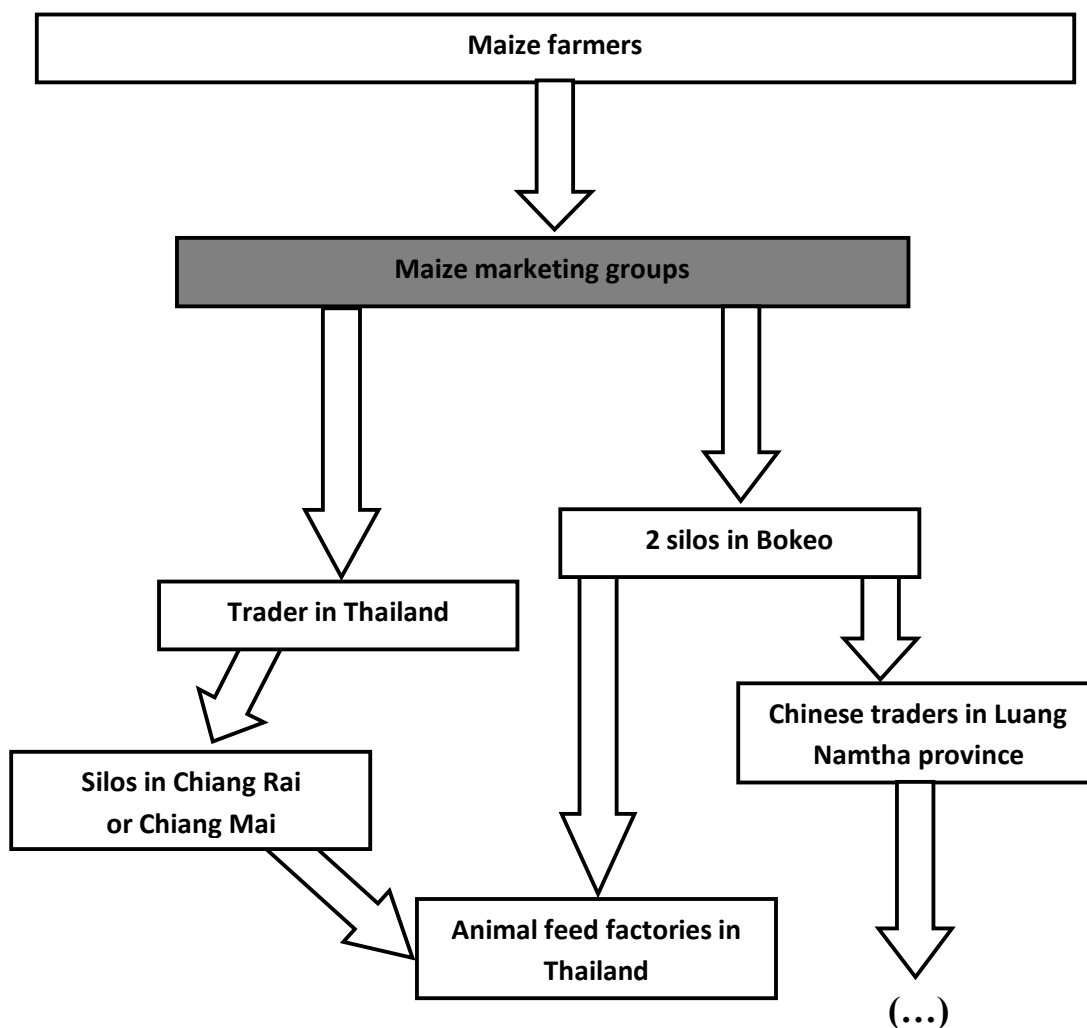 Maize farmers
Maize marketing groups
2 silos in Bokeo
Trader in Thailand
Chinese traders in Luang
Namtha province
Silos in Chiang Rai
or Chiang Mai
Animal feed factories in
Thailand
(…)